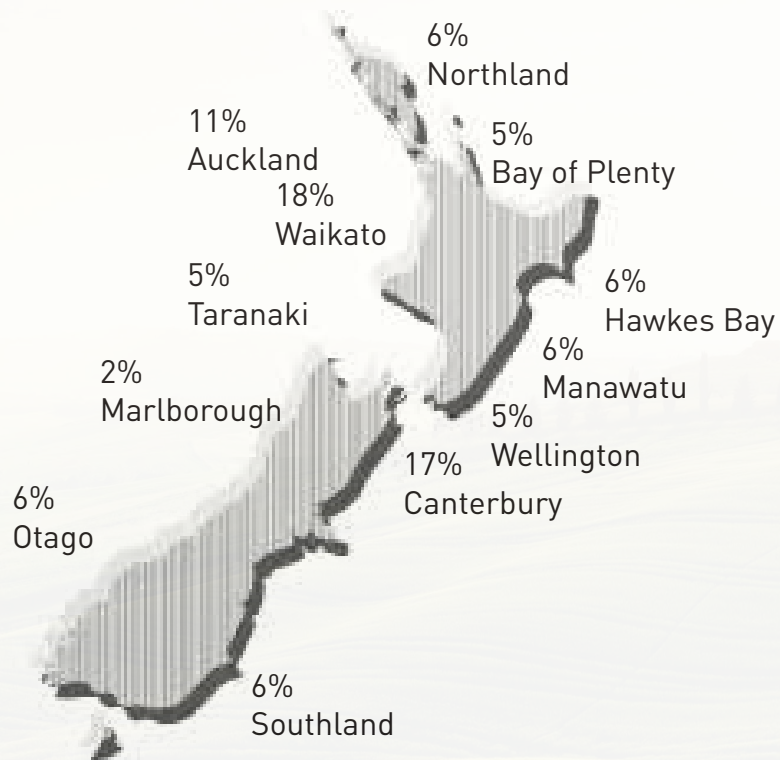 6%
Northland
11%
Auckland
5%
Bay of Plenty
18%
Waikato
5%
Taranaki
6%
Hawkes Bay
6%
Manawatu
2%
Marlborough
5%
Wellington
17%
Canterbury
6%
Otago
6%
Southland